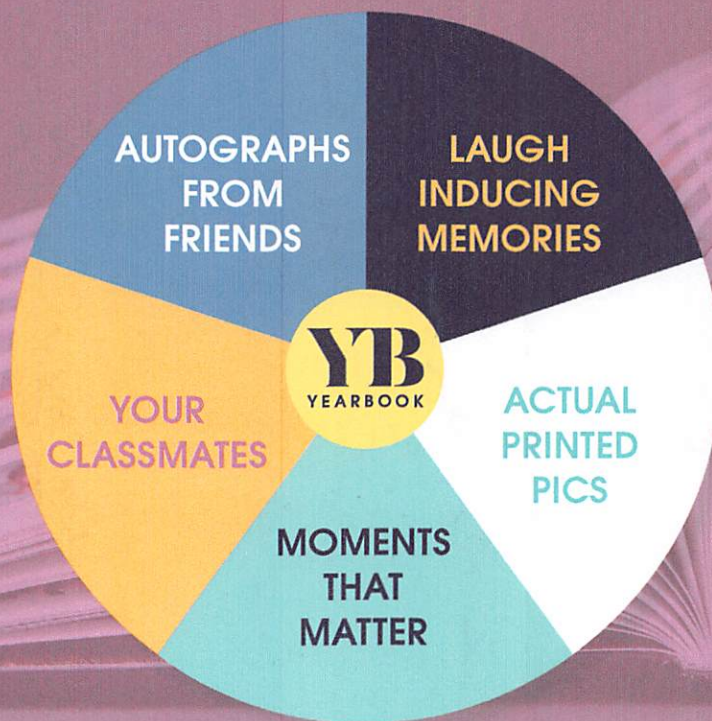 AUTOGRAPHS
FROM
FRIENDS
LAUGH
INDUCING
MEMORIES
YOUR
CLASSMATES
YB
YEARBOOK
ACTUAL
PRINTED
PICS
MOMENTS
THAT
MATTER